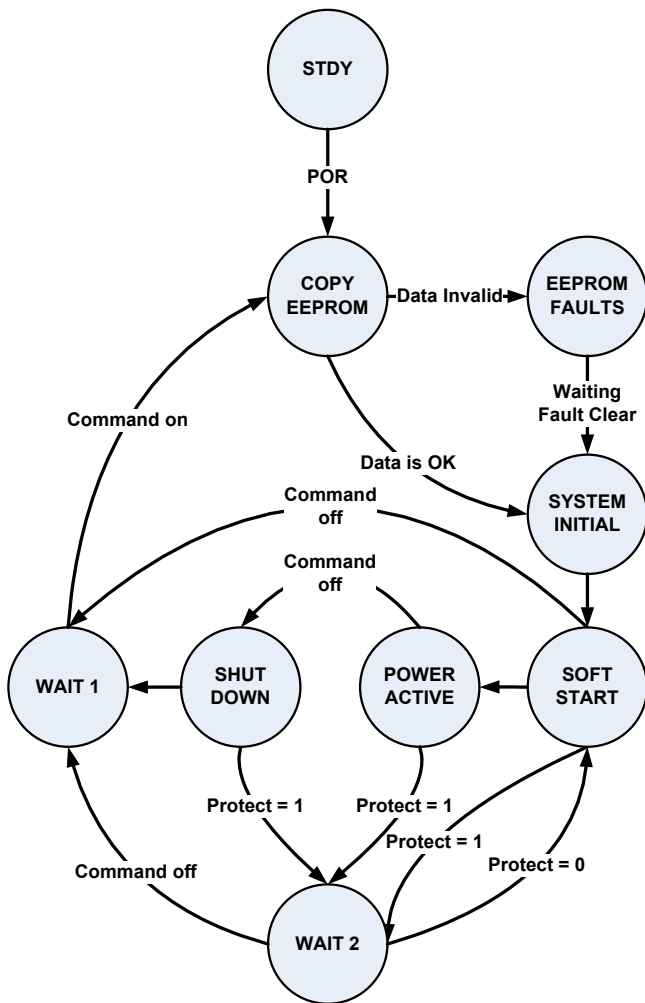 STDY
POR
COPY
EEPROM
Data Invalid
EEPROM
FAULTS
Waiting
Fault Clear
Command on
Data is OK
SYSTEM
INITIAL
Command
off
Command
off
WAIT 1
SHUT
DOWN
POWER
ACTIVE
SOFT
START
Protect = 1
Protect = 1
Protect = 1
Protect = 0
Command off
WAIT 2